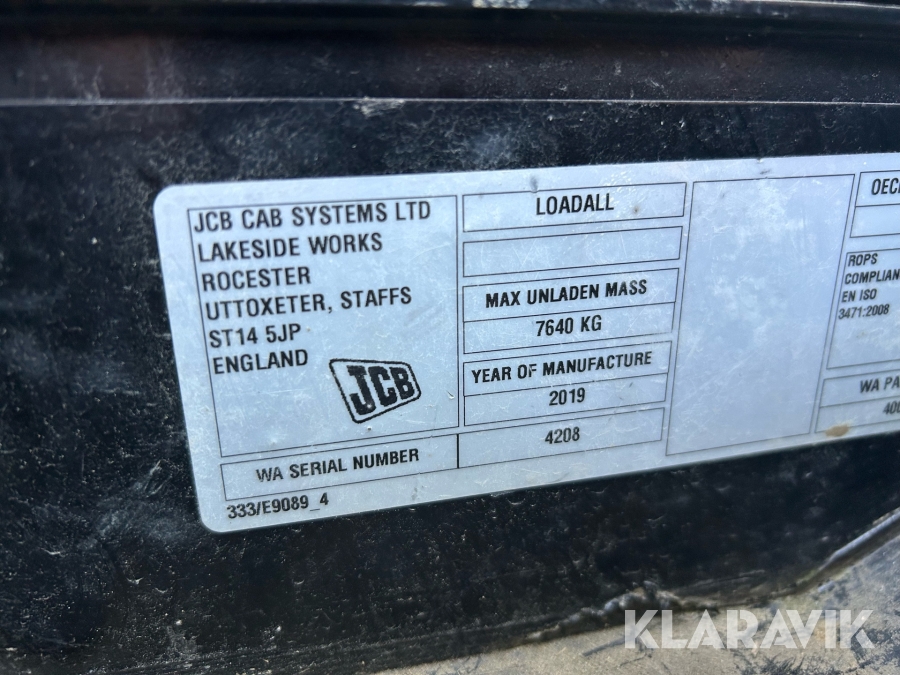 JCB CAB SYSTEMS LTD
LAKESIDE WORKS
ROCESTER
UTTOXETER, STAFFS
ST14 5JP
ENGLAND
JCB
WA SERIAL NUMBER
4208
333/E9089_4
LOADALL
MAX UNLADEN MASS
7640 KG
YEAR OF MANUFACTURE
2019
ROPS
COMPLIAN
EN ISO
3471:2008
WA PA
KLARAVIK